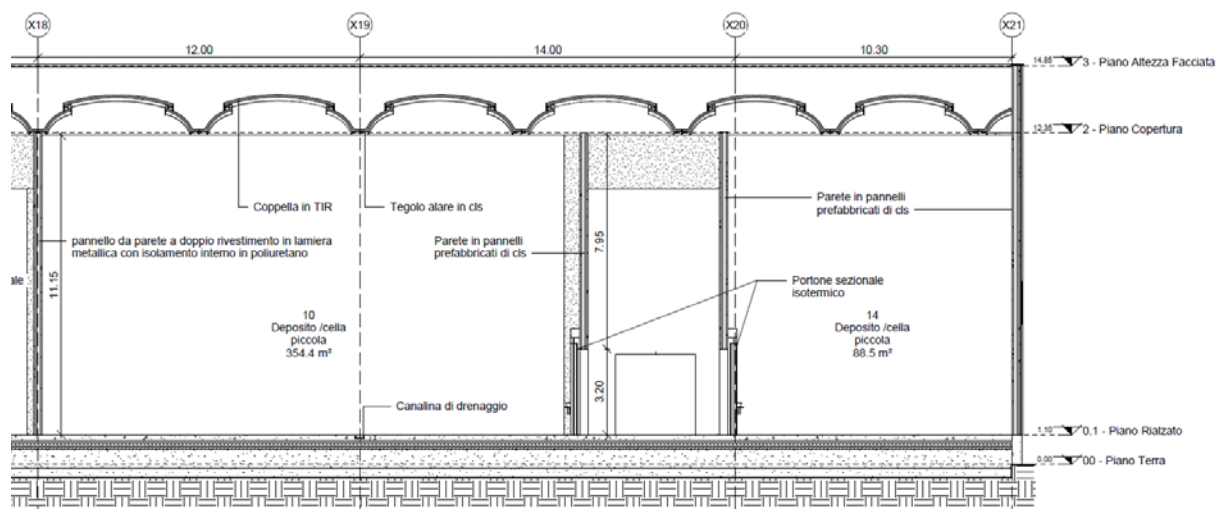 X18
X19
X20
X21
12.00
14.00
10.30
14,85
3 - Piano Altezza Facciata
2 - Piano Copertura
Coppella in TIR
Tegolo alare in cls
Parete in pannelli
prefabbricati di cls
pannello da parete a doppio rivestimento in lamiera
metallica con isolamento interno in poliuretano
Parete in pannelli
prefabbricati di cls
7.95
11.15
Portone sezionale
isotermico
10
Deposito /cella
piccola
354.4 m²
14
Deposito /cella
piccola
88.5 m²
3.20
Canalina di drenaggio
1,10
0.1 - Piano Rialzato
0,00
00 - Piano Terra